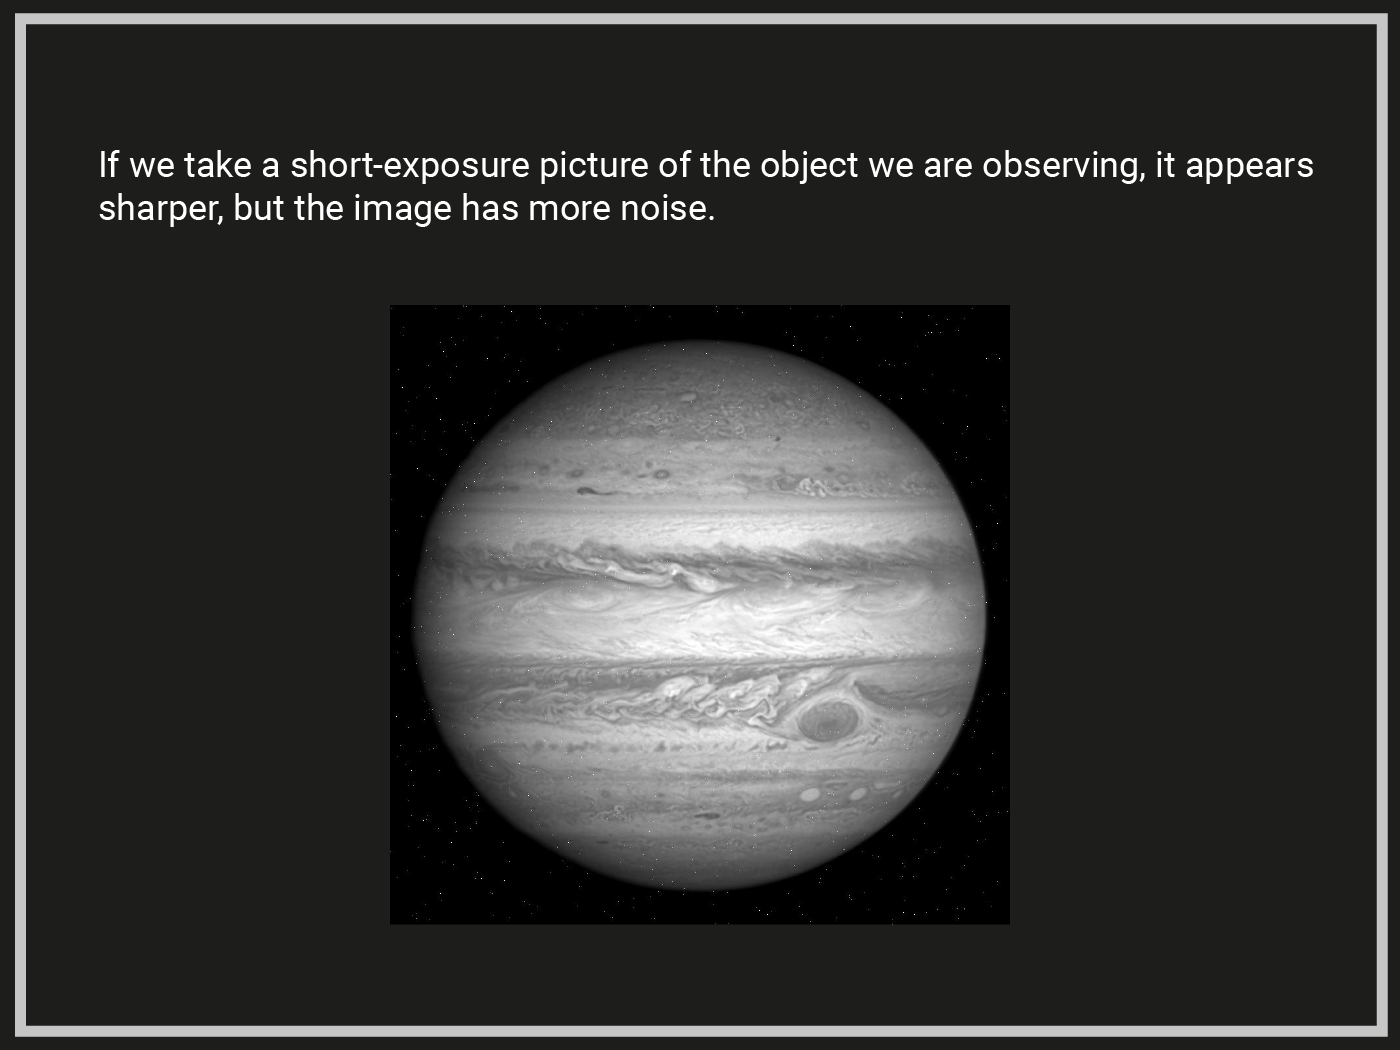 If we take a short-exposure picture of the object we are observing, it appears
sharper, but the image has more noise.